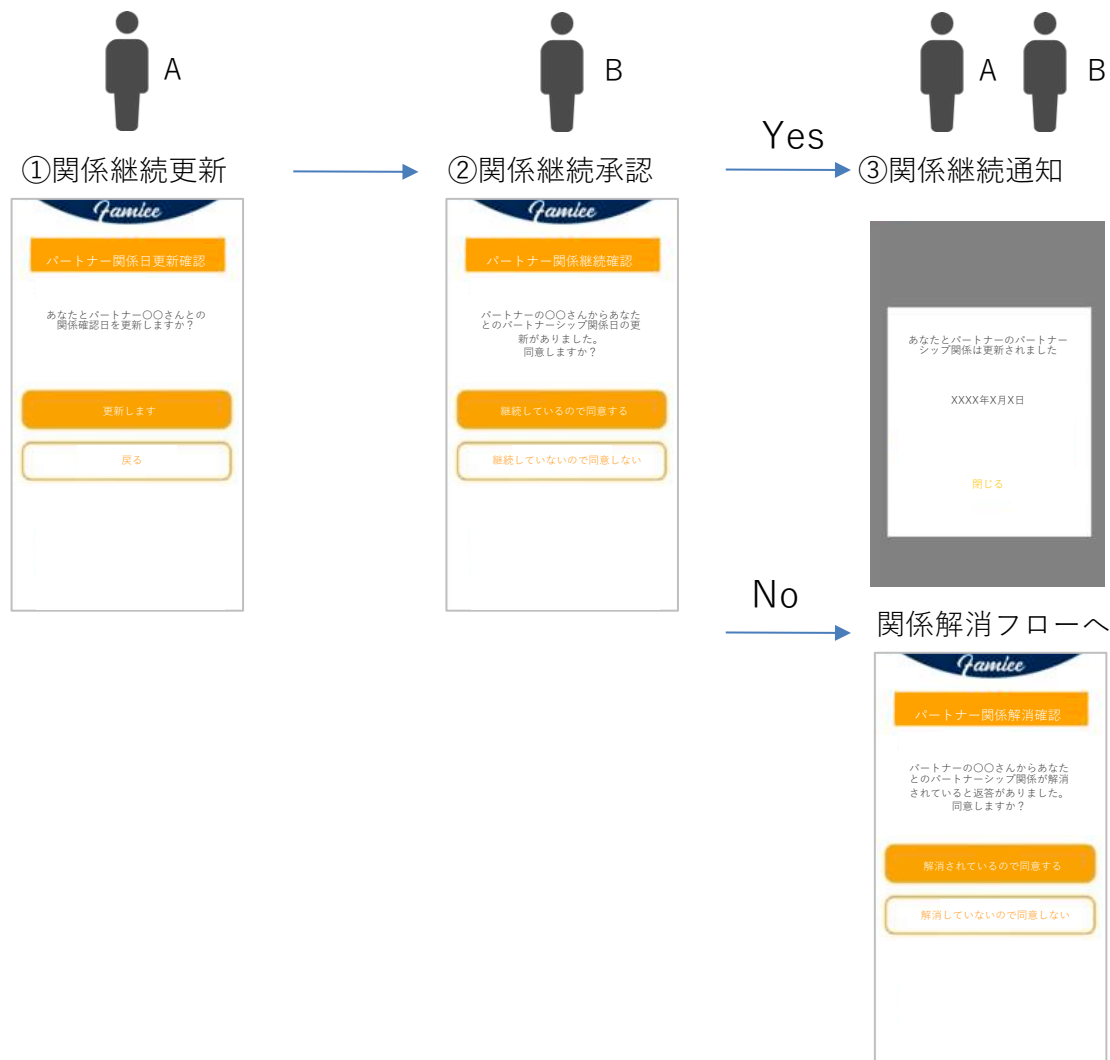 A
B
A
B
①関係継続更新
②関係継続承認
Yes
③関係継続通知
Famiee
パートナー関係日更新確認
あなたとパートナー〇〇さんとの
関係確認日を更新しますか？
更新します
戻る
Famiee
パートナー関係継続確認
パートナーの〇〇さんからあなた
とのパートナーシップ関係日の更
新がありました。
同意しますか？
継続しているので同意する
継続していないので同意しない
あなたとパートナーのパートナー
シップ関係は更新されました
XXXX年X月X日
閉じる
No
関係解消フローへ
Famiee
パートナー関係解消確認
パートナーの〇〇さんからあなた
とのパートナーシップ関係が解消
されていると返答がありました。
同意しますか？
解消されているので同意する
解消していないので同意しない